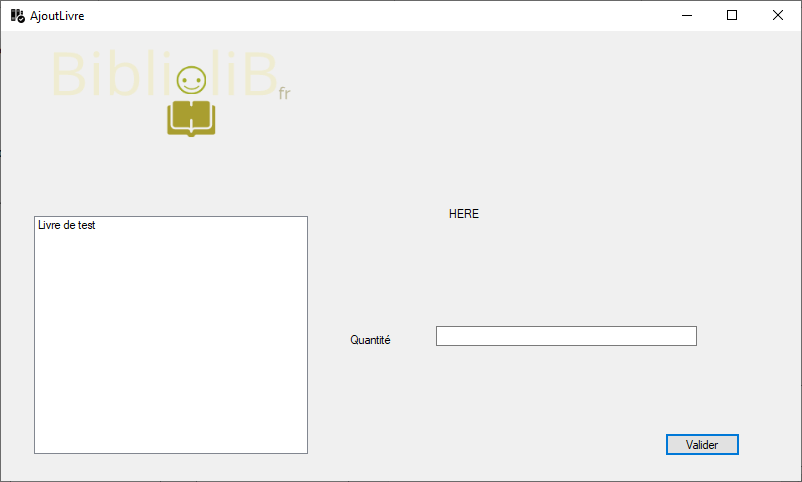 AjoutLivre
BiblioliB
fr
HERE
Livre de test
Quantité
Valider